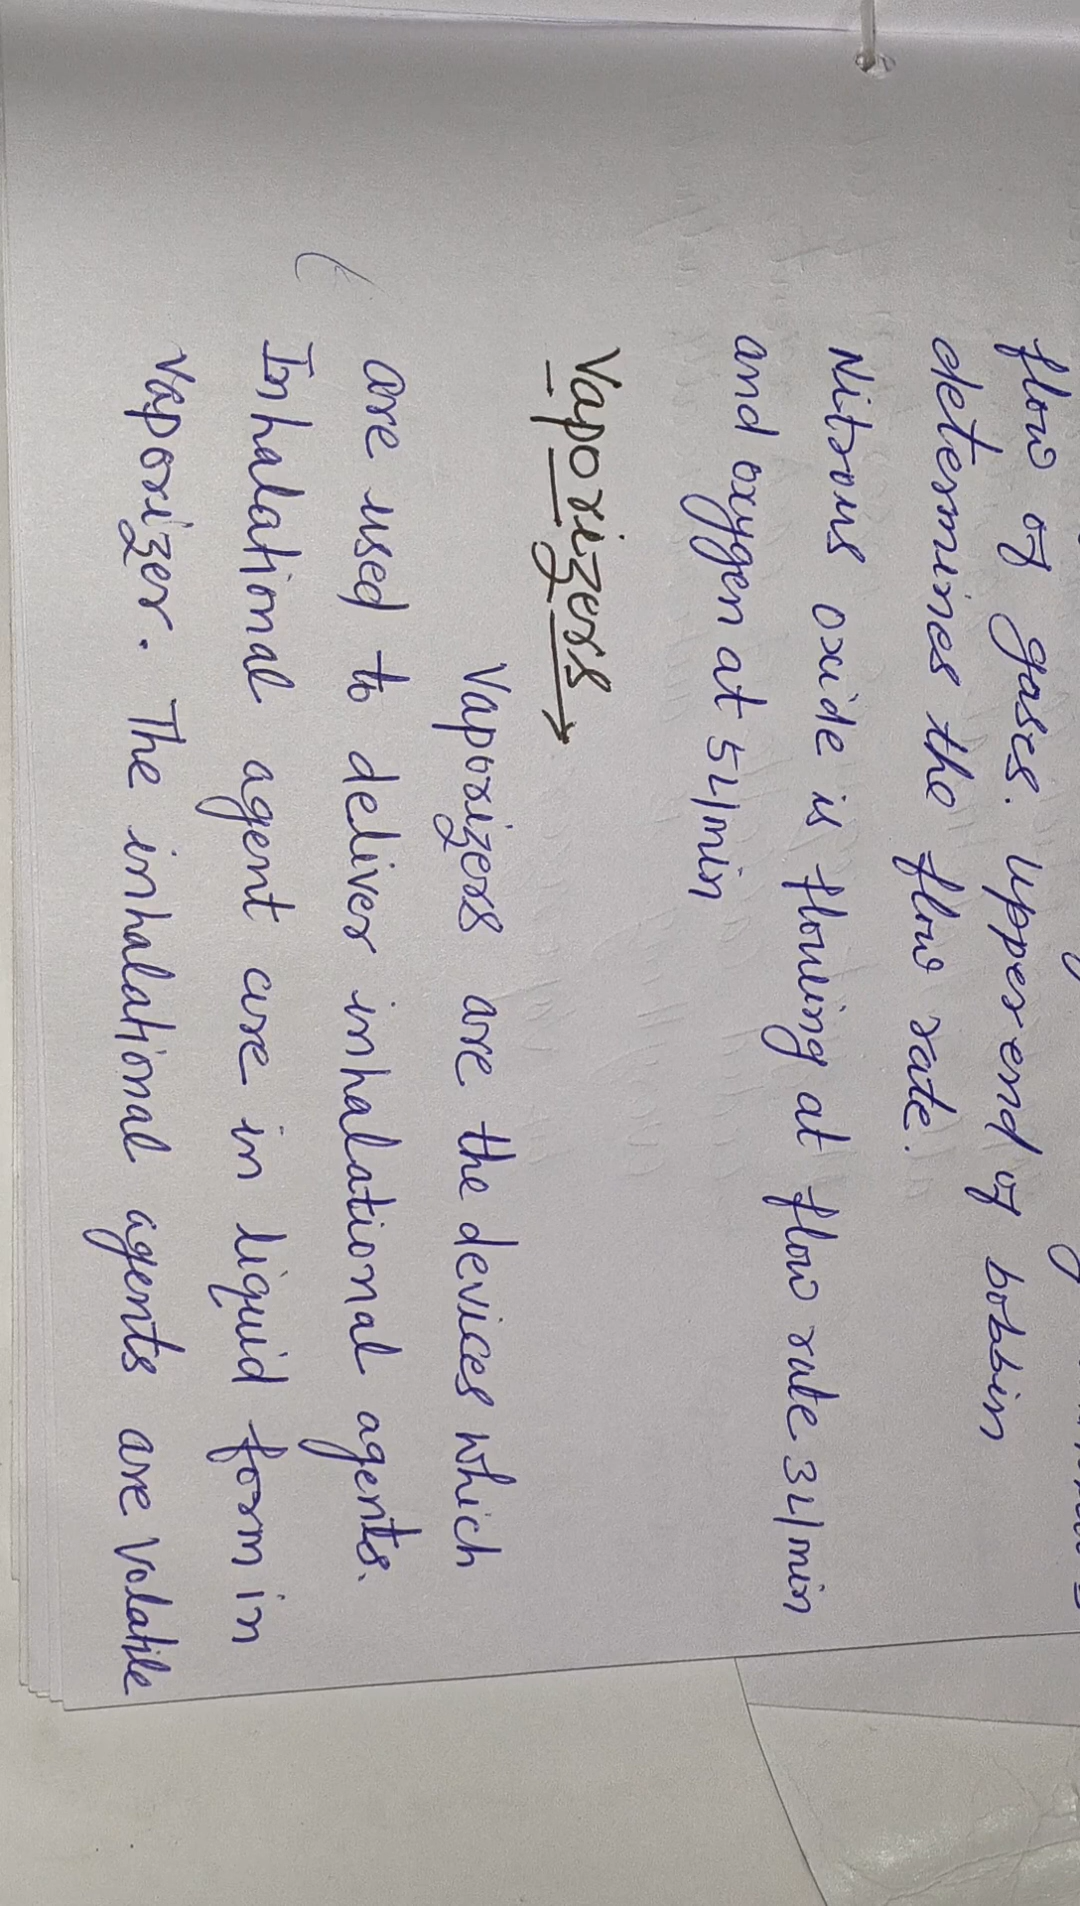 flow of gases. Upper end of bobbin
determines the flow rate.
Nitrous oxide is flowing at flow rate 3L/min
and oxygen at 5L/min
Vaporizers →
Vaporizers are the devices which
are used to deliver inhalational agents.
Inhalational agent are in liquid form in
vaporizer. The inhalational agents are volatile